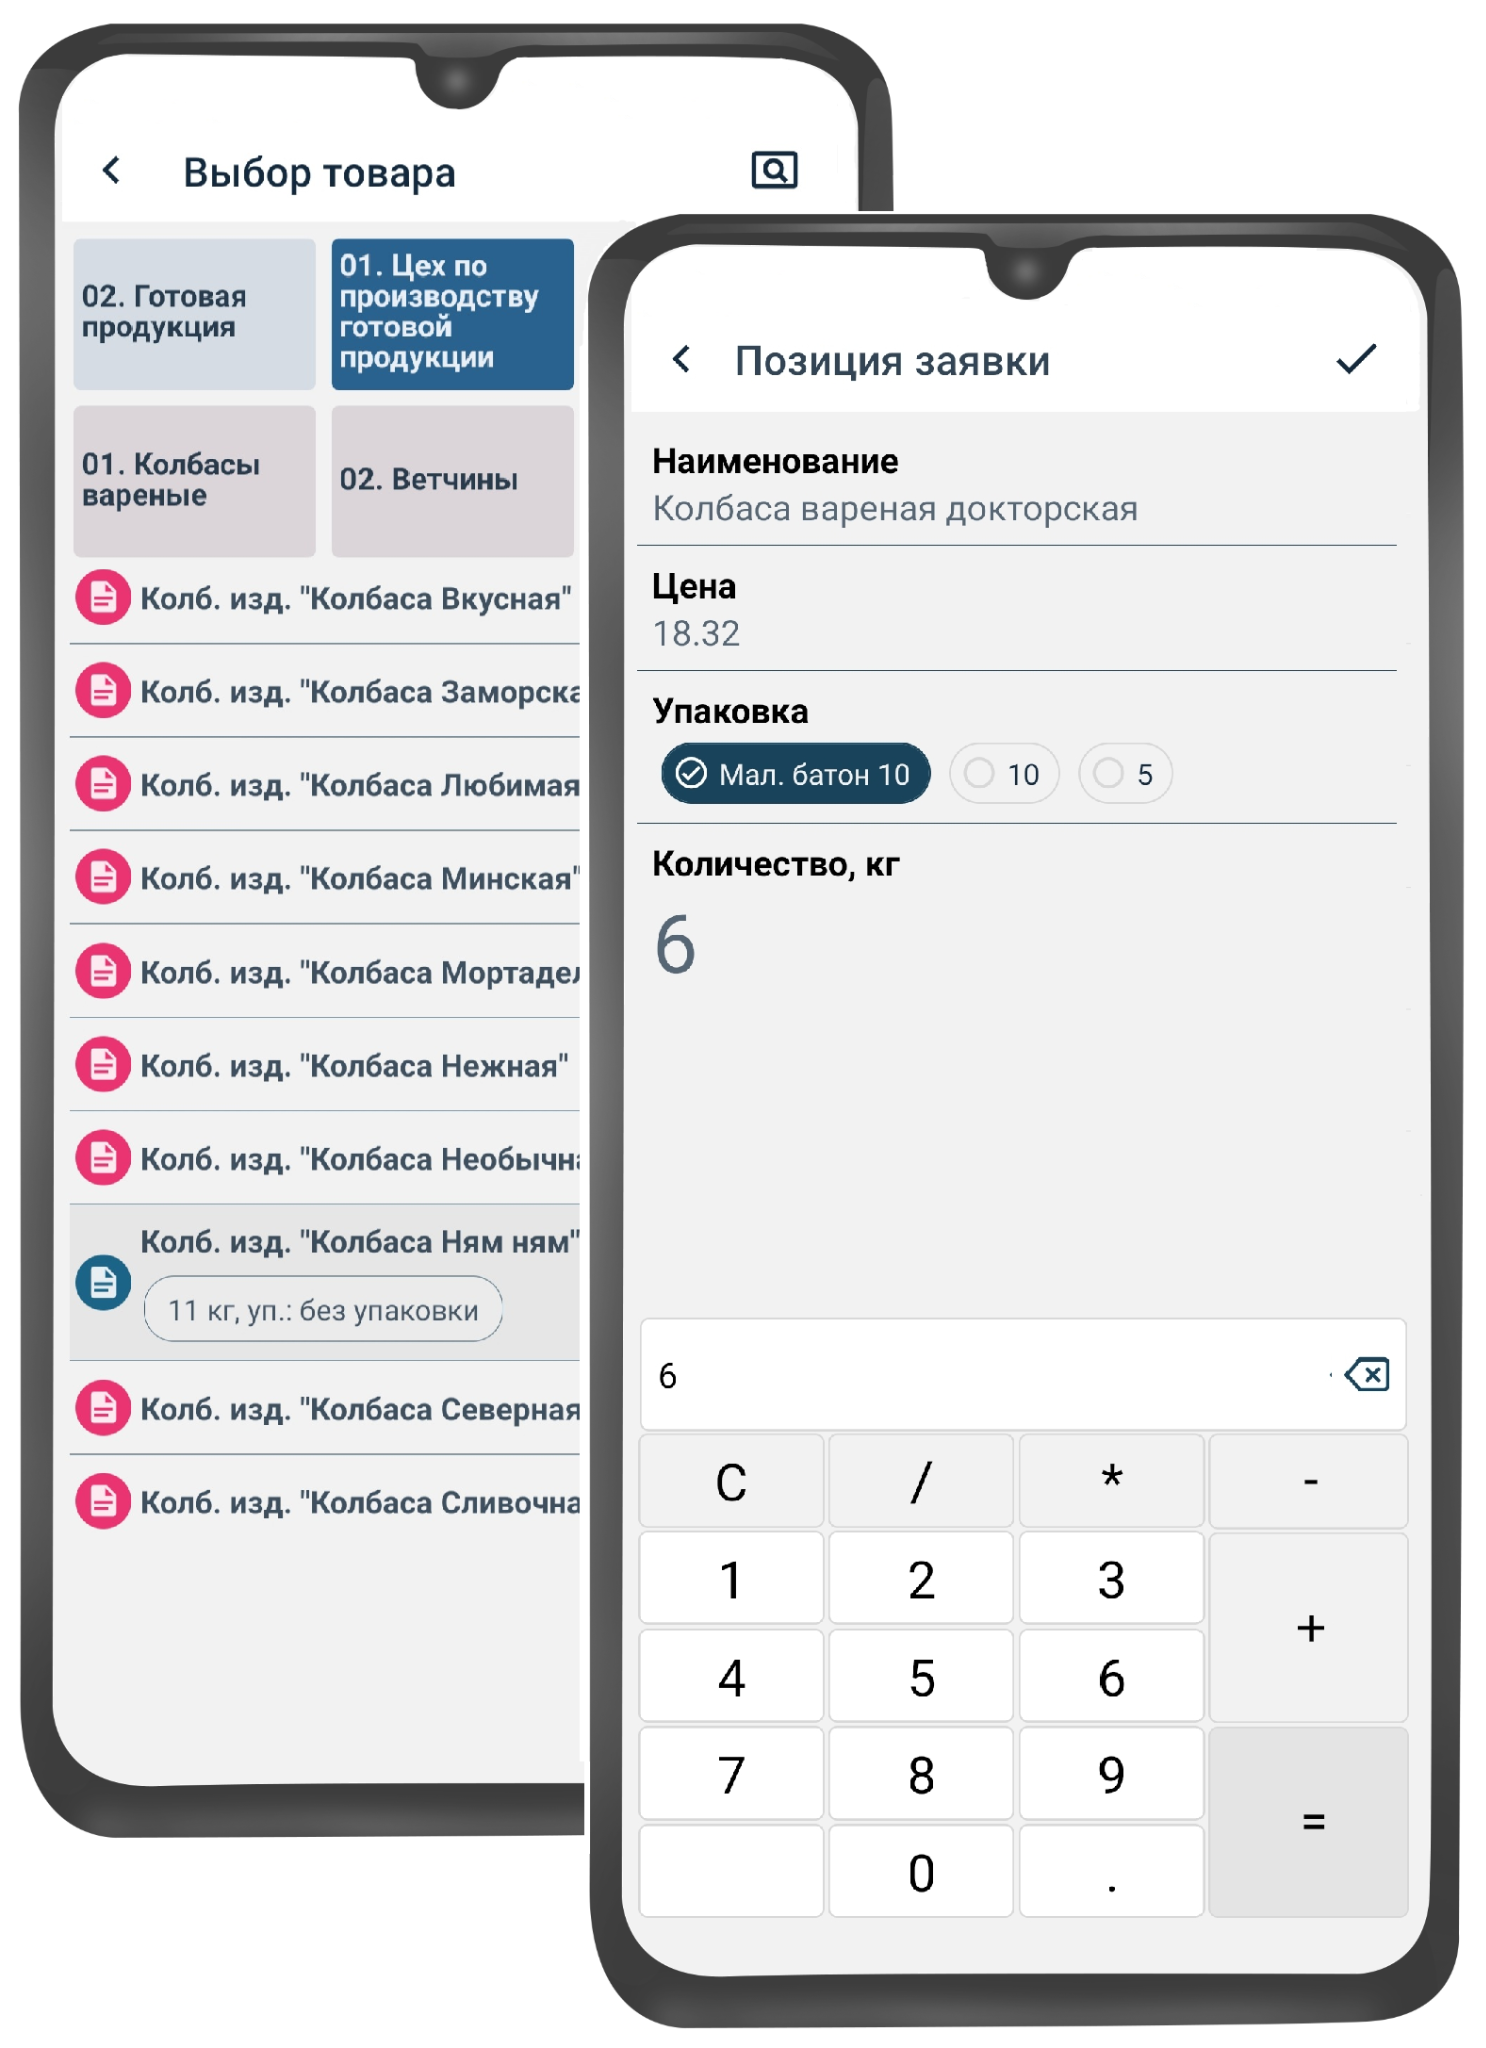 Выбор товара
02. Готовая
продукция
01. Цех по
производству
готовой
продукции
01. Колбасы
вареные
02. Ветчины
Колб. изд. "Колбаса Вкусная"
Колб. изд. "Колбаса Заморска
Колб. изд. "Колбаса Любимая
Колб. изд. "Колбаса Минская"
Колб. изд. "Колбаса Мортадел
Колб. изд. "Колбаса Нежная"
Колб. изд. "Колбаса Необычна
Колб. изд. "Колбаса Ням ням"
11 кг, уп.: без упаковки
Колб. изд. "Колбаса Северная
Колб. изд. "Колбаса Сливочна
Позиция заявки
Наименование
Колбаса вареная докторская
Цена
18.32
Упаковка
Мал. батон 10 10 5
Количество, кг
6
6
C / * -
1 2 3
+
4 5 6
7 8 9
=
0 .